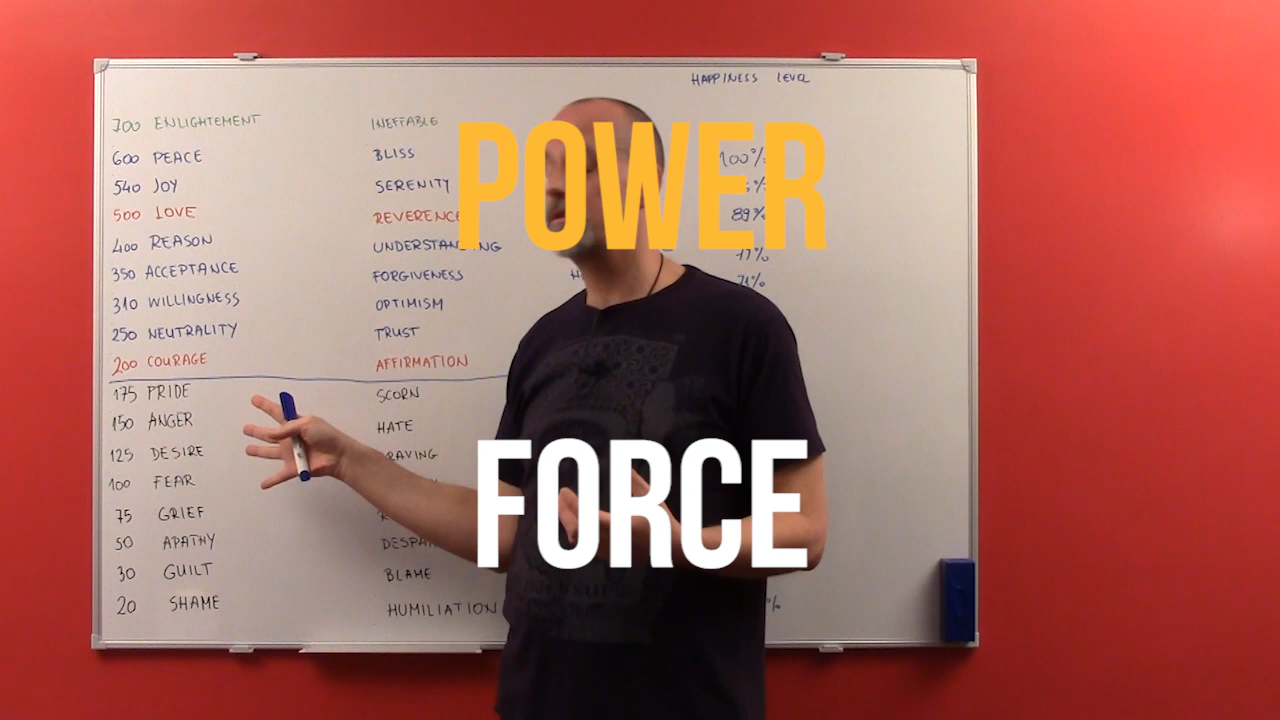 HAPPINESS LEVEL
700 ENLIGHTEMENT INEFFABLE
POWER
600 PEACE BLISS 100%
540 JOY SERENITY
500 LOVE REVERENCE 89%
400 REASON UNDERSTANDING
350 ACCEPTANCE FORGIVENESS
310 WILLINGNESS OPTIMISM
250 NEUTRALITY TRUST
200 COURAGE AFFIRMATION
175 PRIDE SCORN
150 ANGER HATE
125 DESIRE
100 FEAR
FORCE
75 GRIEF
50 APATHY
30 GUILT BLAME
20 SHAME HUMILIATION